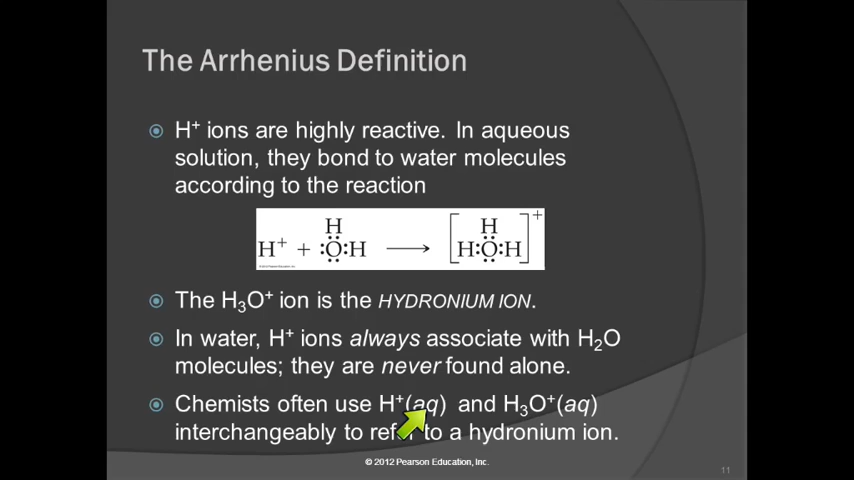 The Arrhenius Definition
H⁺ ions are highly reactive. In aqueous
solution, they bond to water molecules
according to the reaction
H⁺ + :Ö:H → [H:Ö:H]⁺
H H
The H₃O⁺ ion is the HYDRONIUM ION.
In water, H⁺ ions always associate with H₂O
molecules; they are never found alone.
Chemists often use H⁺(aq) and H₃O⁺(aq)
interchangeably to refer to a hydronium ion.
© 2012 Pearson Education, Inc.
11